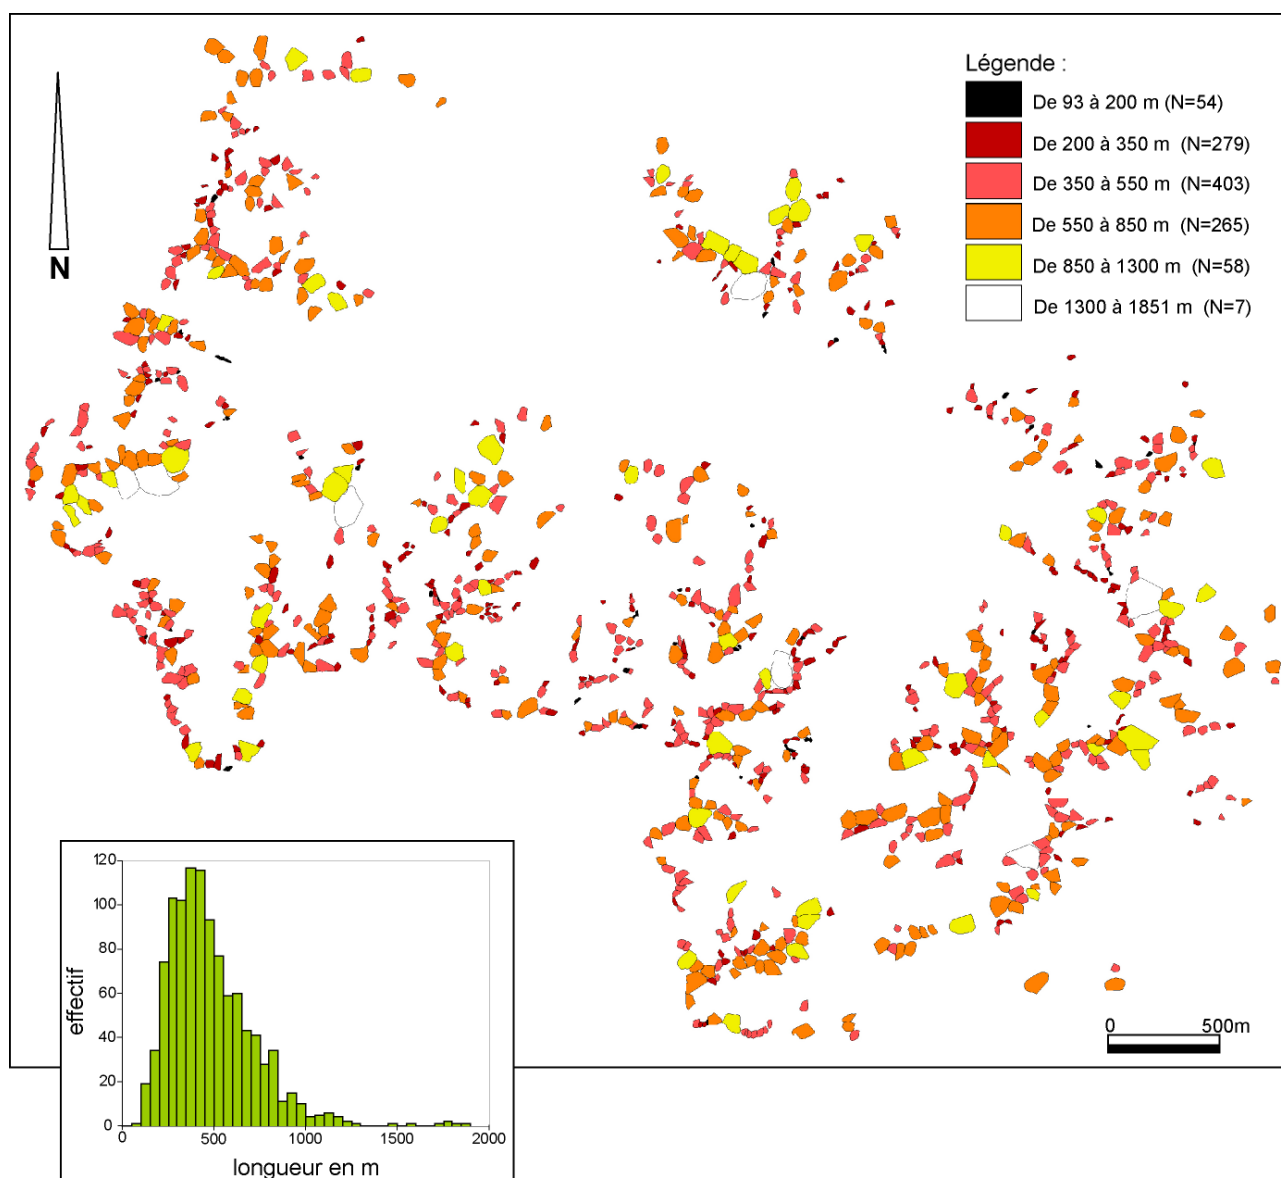 Légende :
De 93 à 200 m (N=54)
De 200 à 350 m (N=279)
De 350 à 550 m (N=403)
De 550 à 850 m (N=265)
De 850 à 1300 m (N=58)
De 1300 à 1851 m (N=7)
N
0 500m
effectif
120
100
80
60
40
20
0
0 500 1000 1500 2000
longueur en m